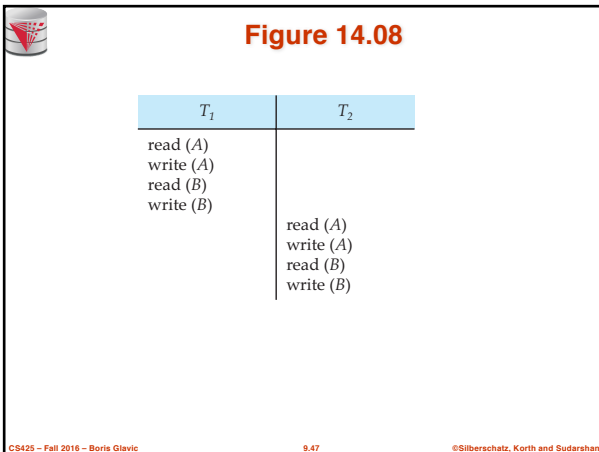 Figure 14.08
T1 T2
read (A)
write (A)
read (B)
write (B)
read (A)
write (A)
read (B)
write (B)
CS425 – Fall 2016 – Boris Glavic 9.47 ©Silberschatz, Korth and Sudarshan